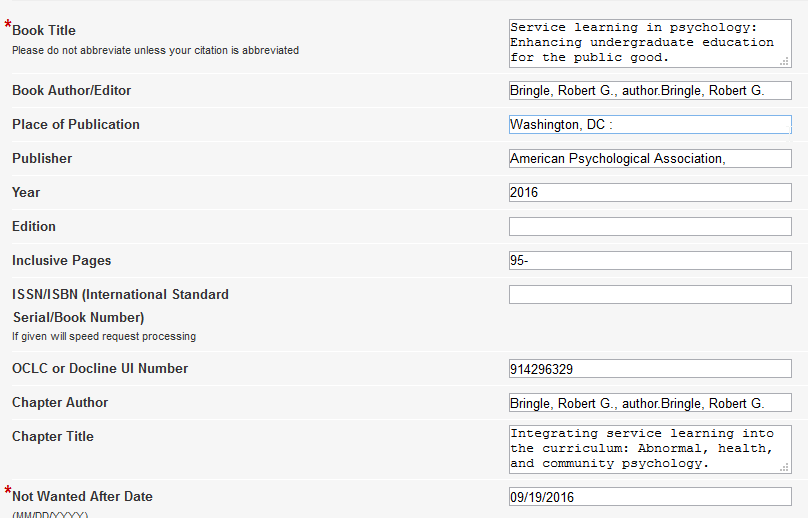 *Book Title
Please do not abbreviate unless your citation is abbreviated
Service learning in psychology:
Enhancing undergraduate education
for the public good.
Book Author/Editor
Bringle, Robert G., author.Bringle, Robert G.
Place of Publication
Washington, DC :
Publisher
American Psychological Association,
Year
2016
Edition
Inclusive Pages
95-
ISSN/ISBN (International Standard
Serial/Book Number)
If given will speed request processing
OCLC or Docline UI Number
914296329
Chapter Author
Bringle, Robert G., author.Bringle, Robert G.
Chapter Title
Integrating service learning into
the curriculum: Abnormal, health,
and community psychology.
*Not Wanted After Date
09/19/2016
(MM/DD/YYYY)